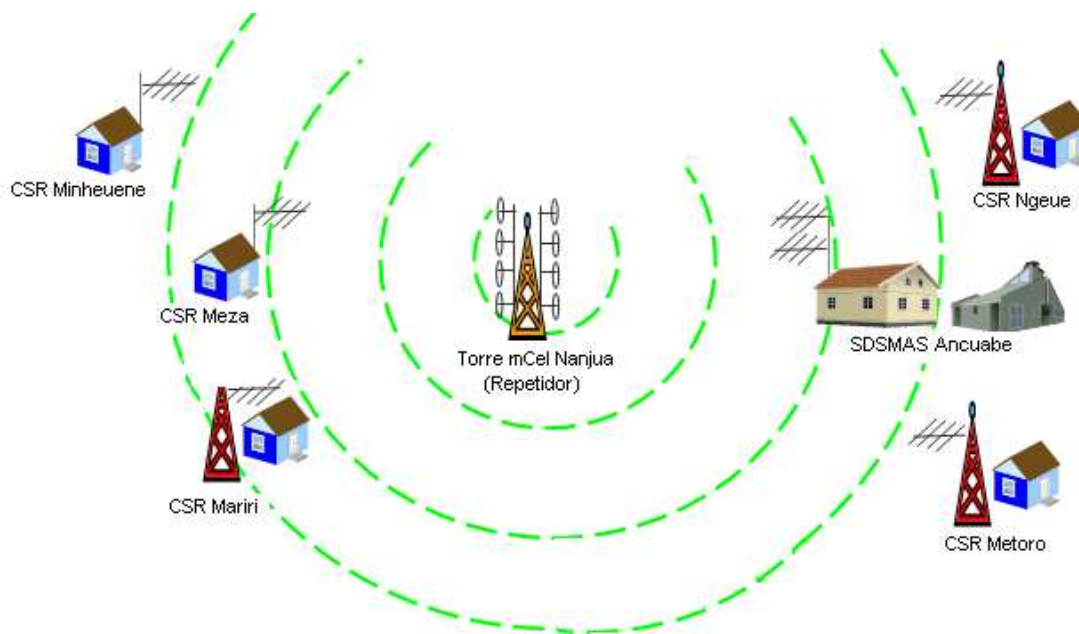 CSR Minheuene
CSR Ngeue
CSR Meza
Torre mCel Nanjua
(Repetidor)
SDSMAS Ancuabe
CSR Mariri
CSR Metoro